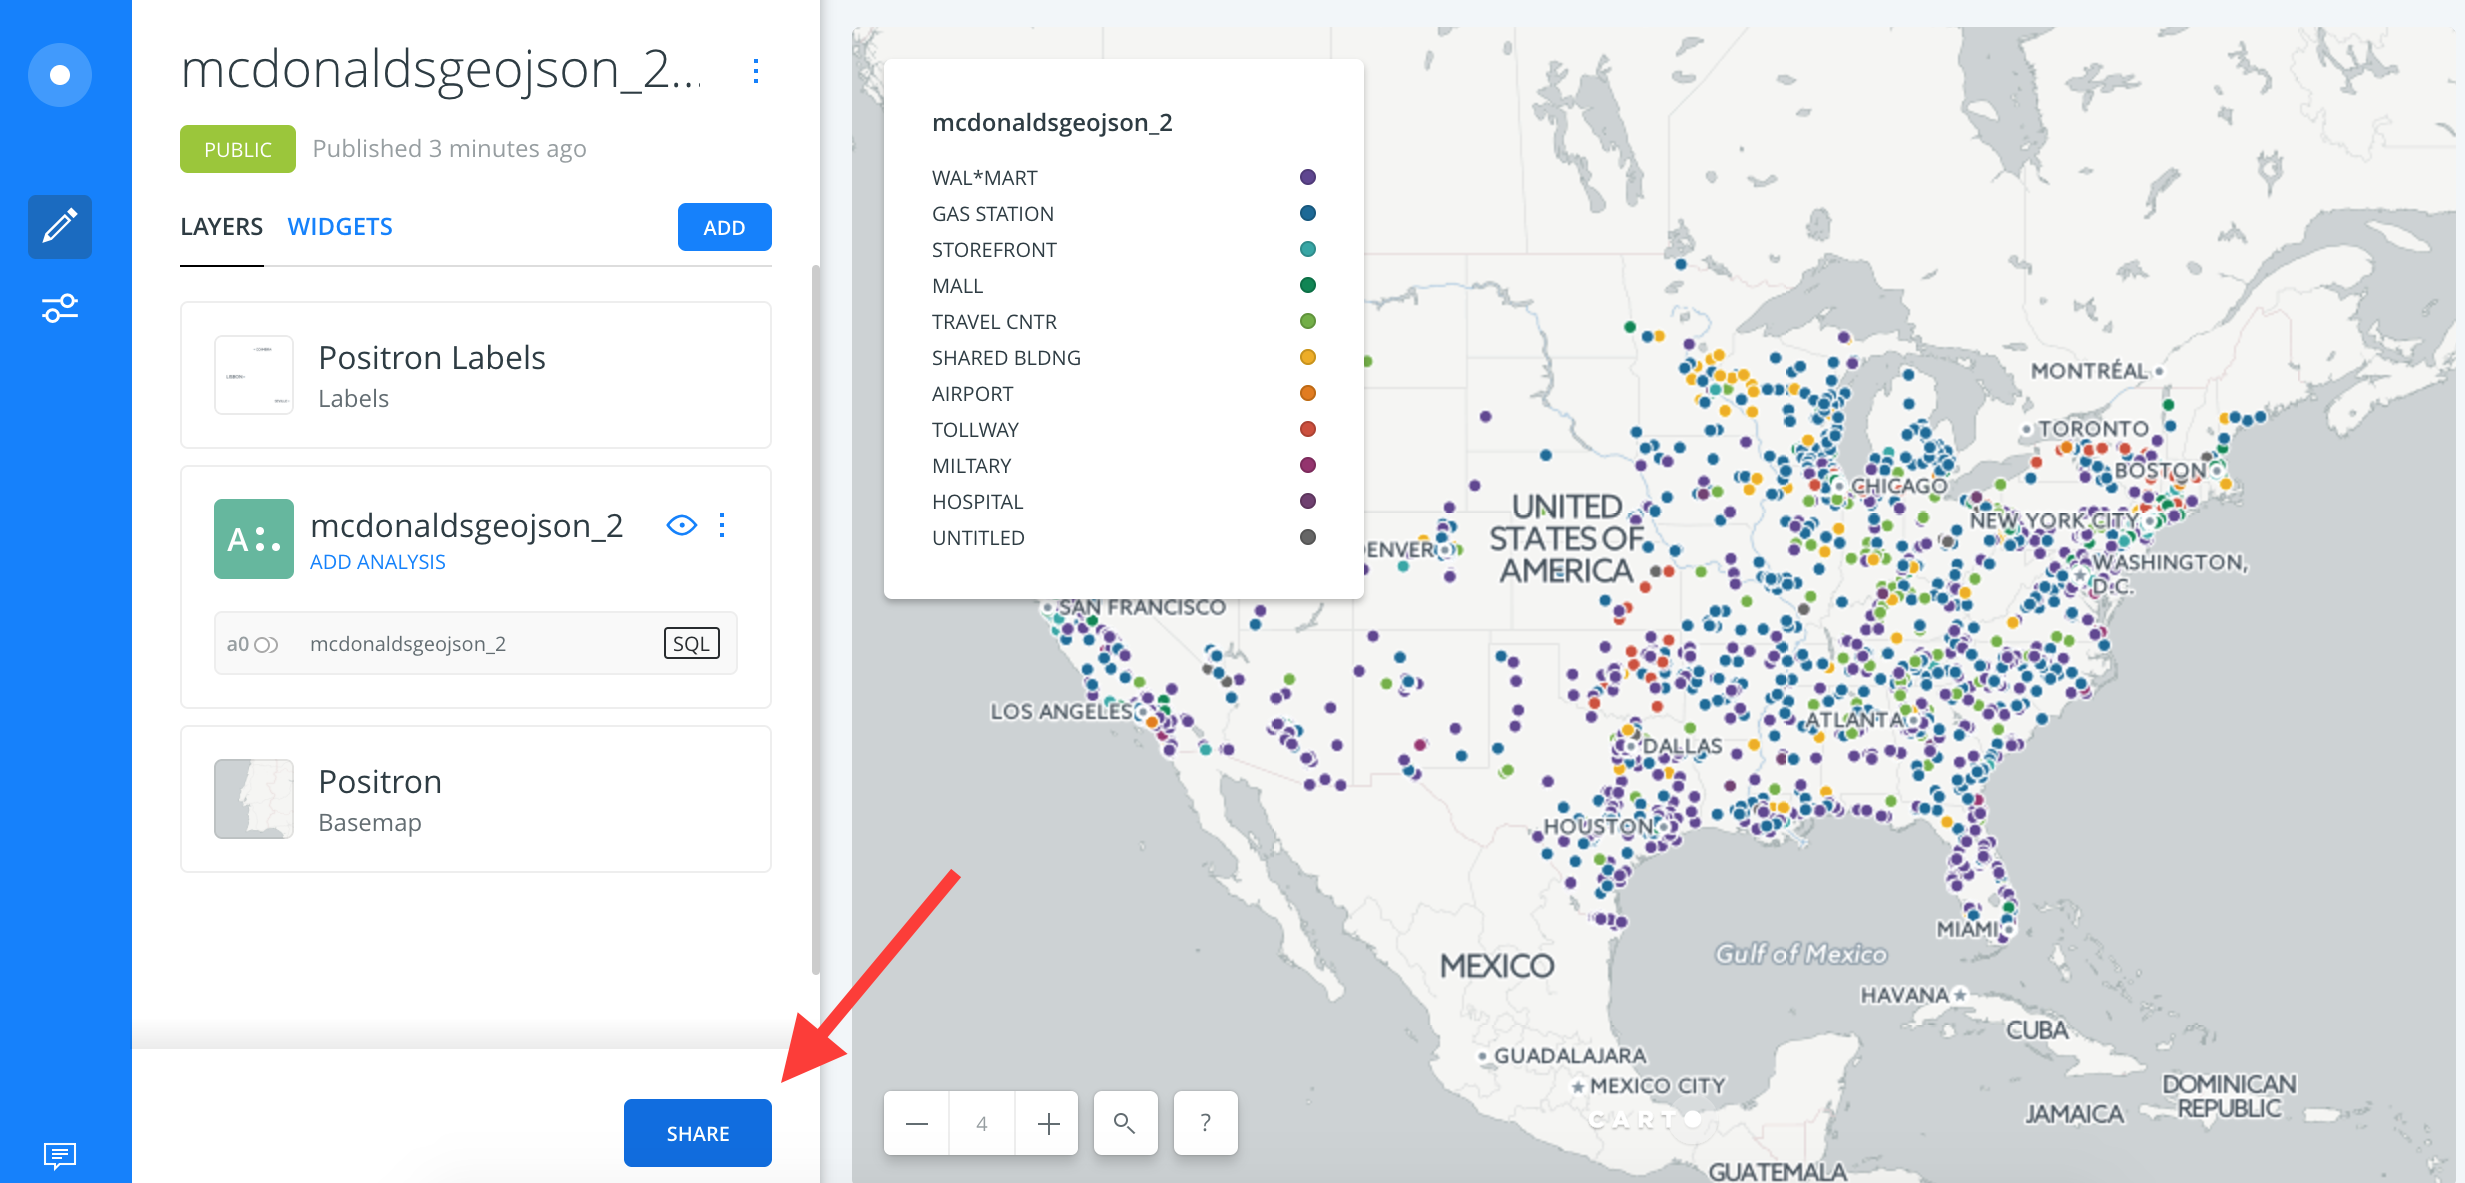 mcdonaldsgeojson_2...
PUBLIC
Published 3 minutes ago
LAYERS
WIDGETS
ADD
Positron Labels
Labels
A
mcdonaldsgeojson_2
ADD ANALYSIS
a0
mcdonaldsgeojson_2
SQL
Positron
Basemap
SHARE
mcdonaldsgeojson_2
WAL*MART
GAS STATION
STOREFRONT
MALL
TRAVEL CNTR
SHARED BLDNG
AIRPORT
TOLLWAY
MILTARY
HOSPITAL
UNTITLED
MONTRÉAL
TORONTO
BOSTON
CHICAGO
NEW YORK CITY
UNITED
STATES OF
AMERICA
ENVER
WASHINGTON,
D.C.
SAN FRANCISCO
LOS ANGELES
ATLANTA
DALLAS
HOUSTON
MIAMI
MEXICO
Gulf of Mexico
HAVANA
CUBA
GUADALAJARA
MEXICO CITY
DOMINICAN
REPUBLIC
JAMAICA
CARTO
GUATEMALA
4
?